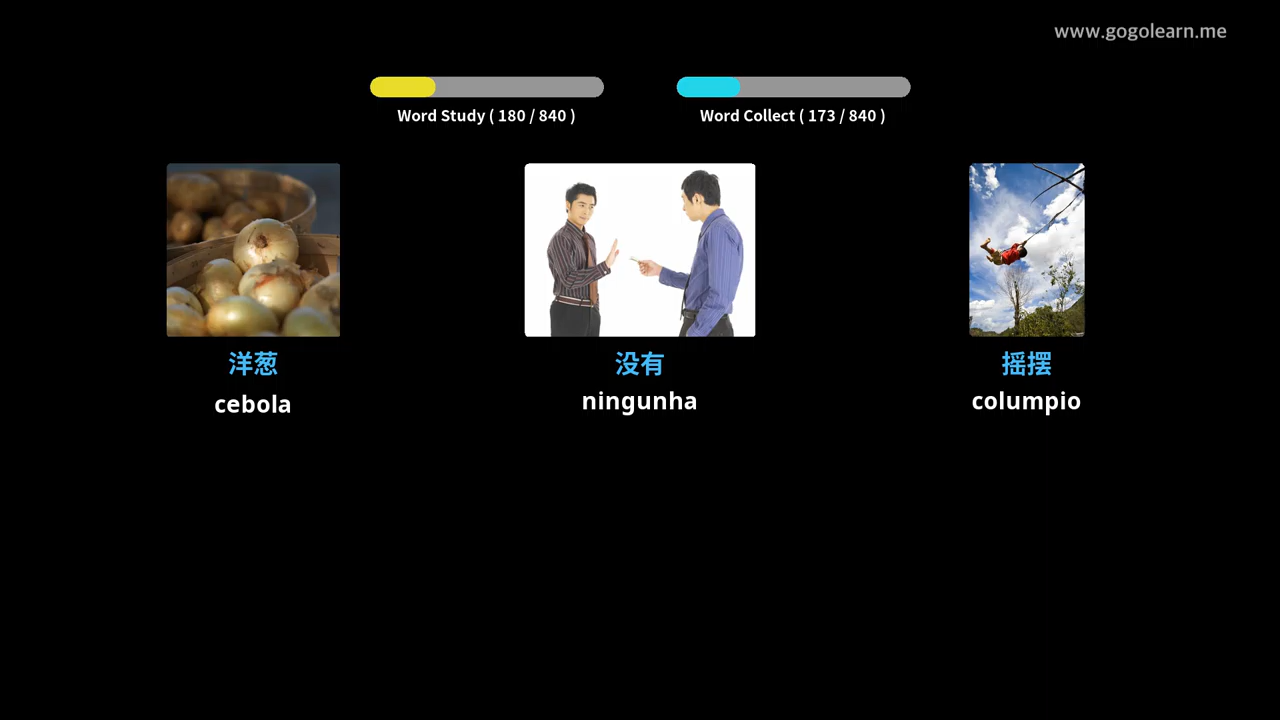 www.gogolearn.me
Word Study ( 180 / 840 )
Word Collect ( 173 / 840 )
洋葱
cebola
没有
ningunha
摇摆
columpio